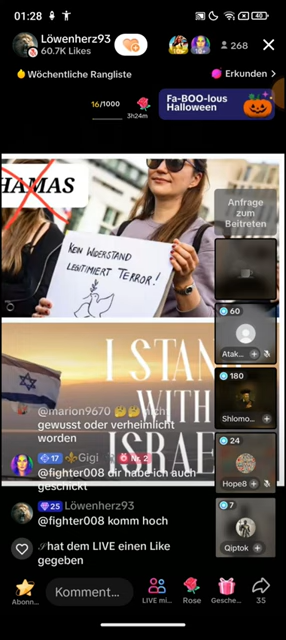 01:28
40
Löwenherz93
60.7K Likes
268
Wöchentliche Rangliste
Erkunden >
16/1000
3h24m
Fa-BOO-lous
Halloween
HAMAS
KEIN WIDERSTAND
LEGITIMIERT TERROR!
Anfrage
zum
Beitreten
60
Atak...
180
Shlomo...
24
Hope8
7
Qiptok
I STAN
WITH
ISRAE
@marion9670 🤔🤔 nich
gewusst oder verheimlicht
worden
17 Gigi Nr. 2
@fighter008 dir habe ich auch
geschickt
25 Löwenherz93
@fighter008 komm hoch
hat dem LIVE einen Like
gegeben
Abonn...
Komment...
LIVE mi...
Rose
Gesche...
35